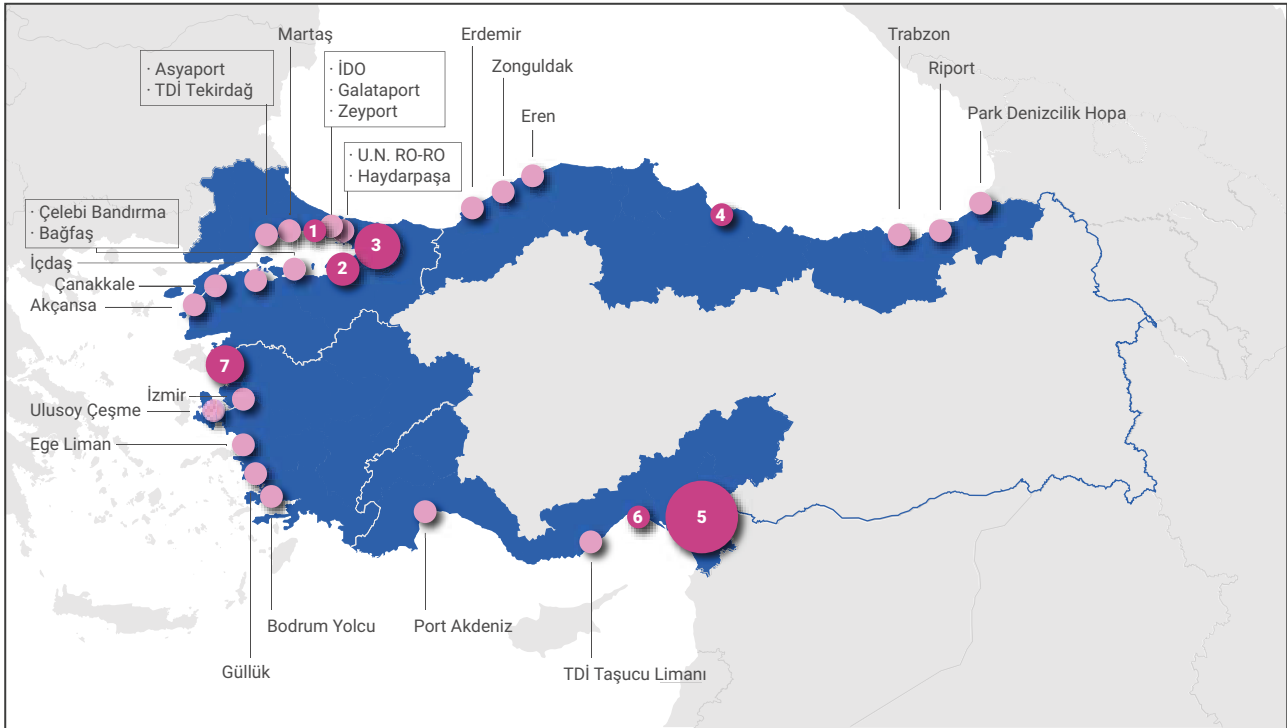 Martaş
Erdemir
Trabzon
· Asyaport
· TDİ Tekirdağ
· İDO
· Galataport
· Zeyport
Zonguldak
Riport
Eren
Park Denizcilik Hopa
· U.N. RO-RO
· Haydarpaşa
· Çelebi Bandırma
· Bağfaş
1
2
3
4
İçdaş
Çanakkale
Akçansa
7
İzmir
Ulusoy Çeşme
Ege Liman
6
5
Bodrum Yolcu
Port Akdeniz
Güllük
TDİ Taşucu Limanı